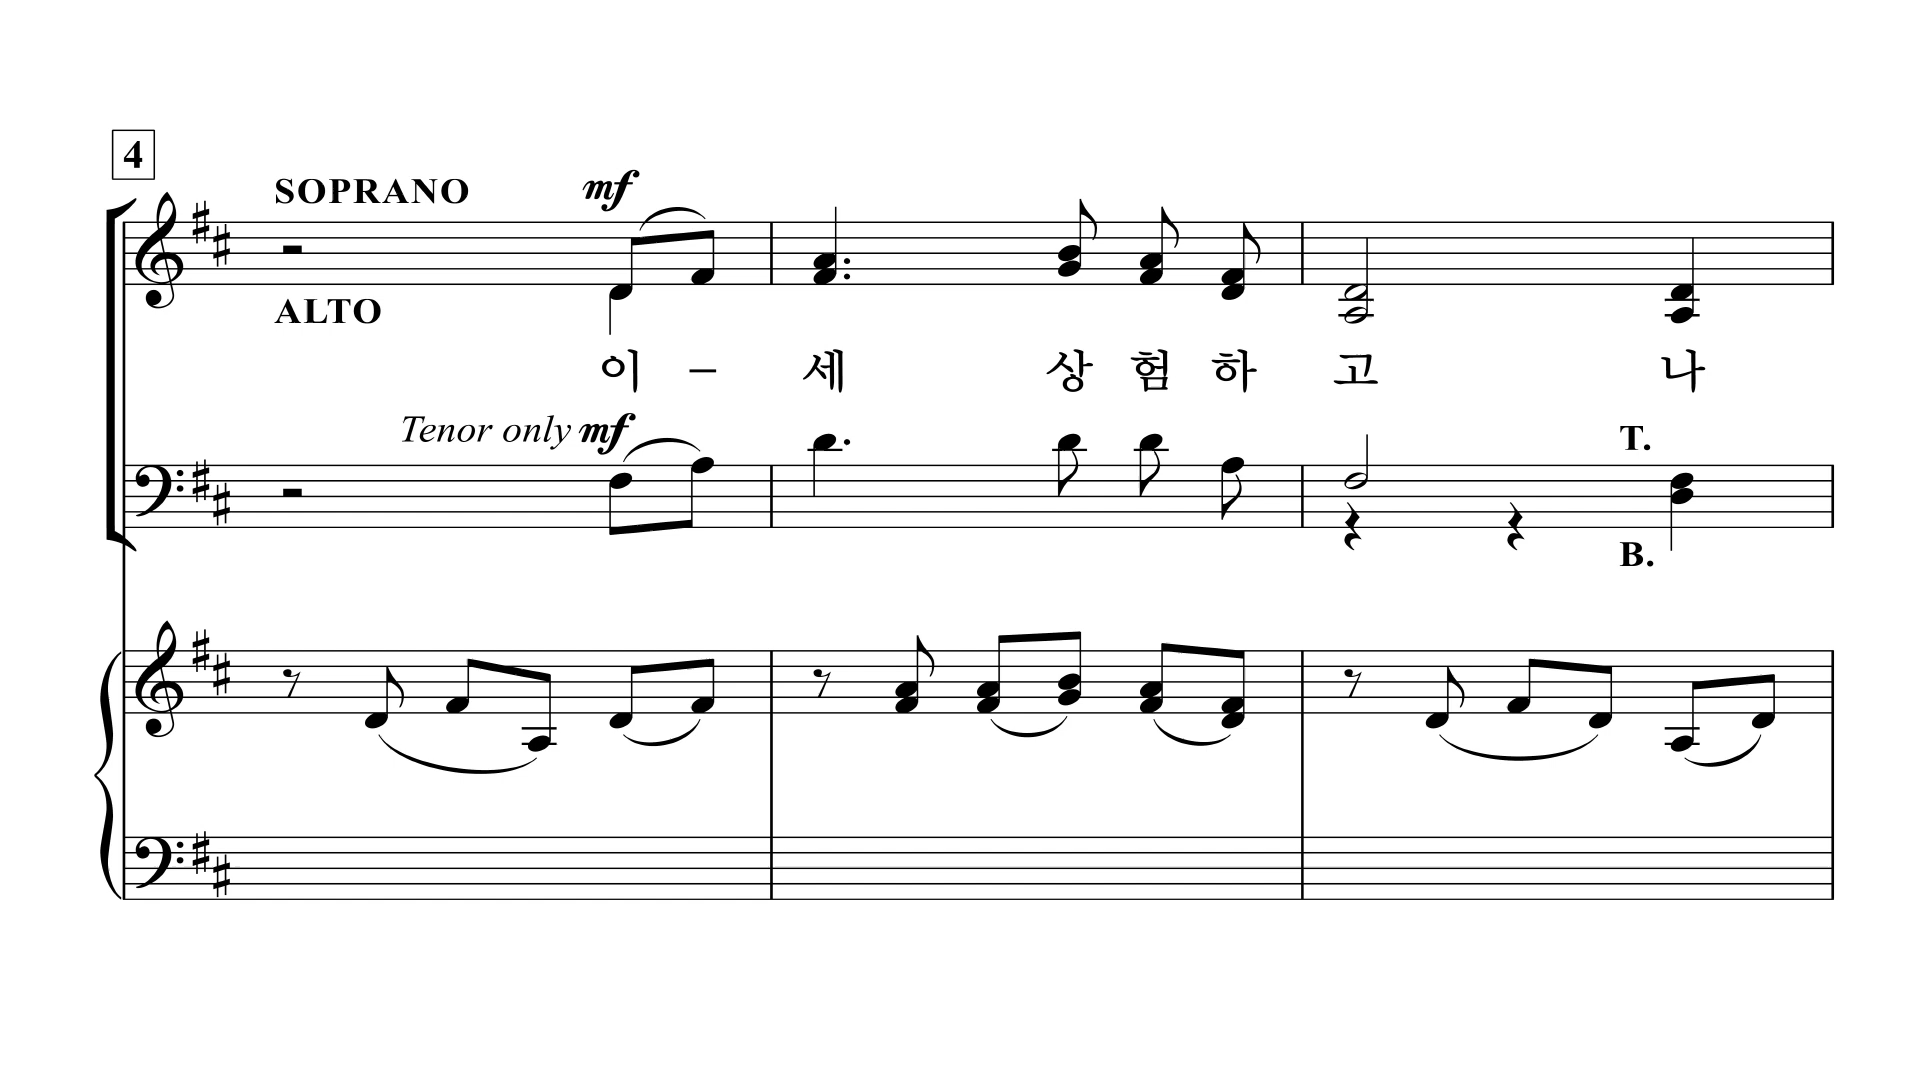 4
SOPRANO mf
ALTO
이 – 세 상 험 하 고 나
Tenor only mf T.
B.